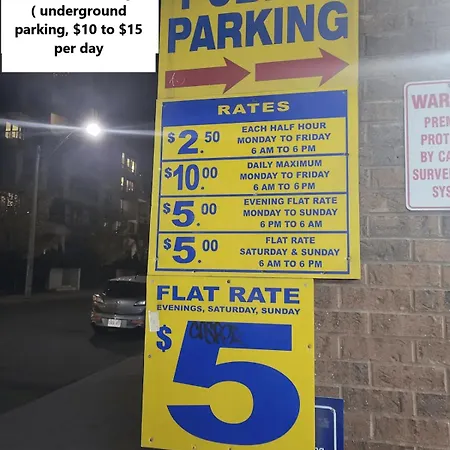 ( underground
parking, $10 to $15
per day
PARKING
RATES
$2.50 EACH HALF HOUR
MONDAY TO FRIDAY
6 AM TO 6 PM
$10.00 DAILY MAXIMUM
MONDAY TO FRIDAY
6 AM TO 6 PM
$5.00 EVENING FLAT RATE
MONDAY TO SUNDAY
6 PM TO 6 AM
$5.00 FLAT RATE
SATURDAY & SUNDAY
6 AM TO 6 PM
FLAT RATE
EVENINGS, SATURDAY, SUNDAY
$5